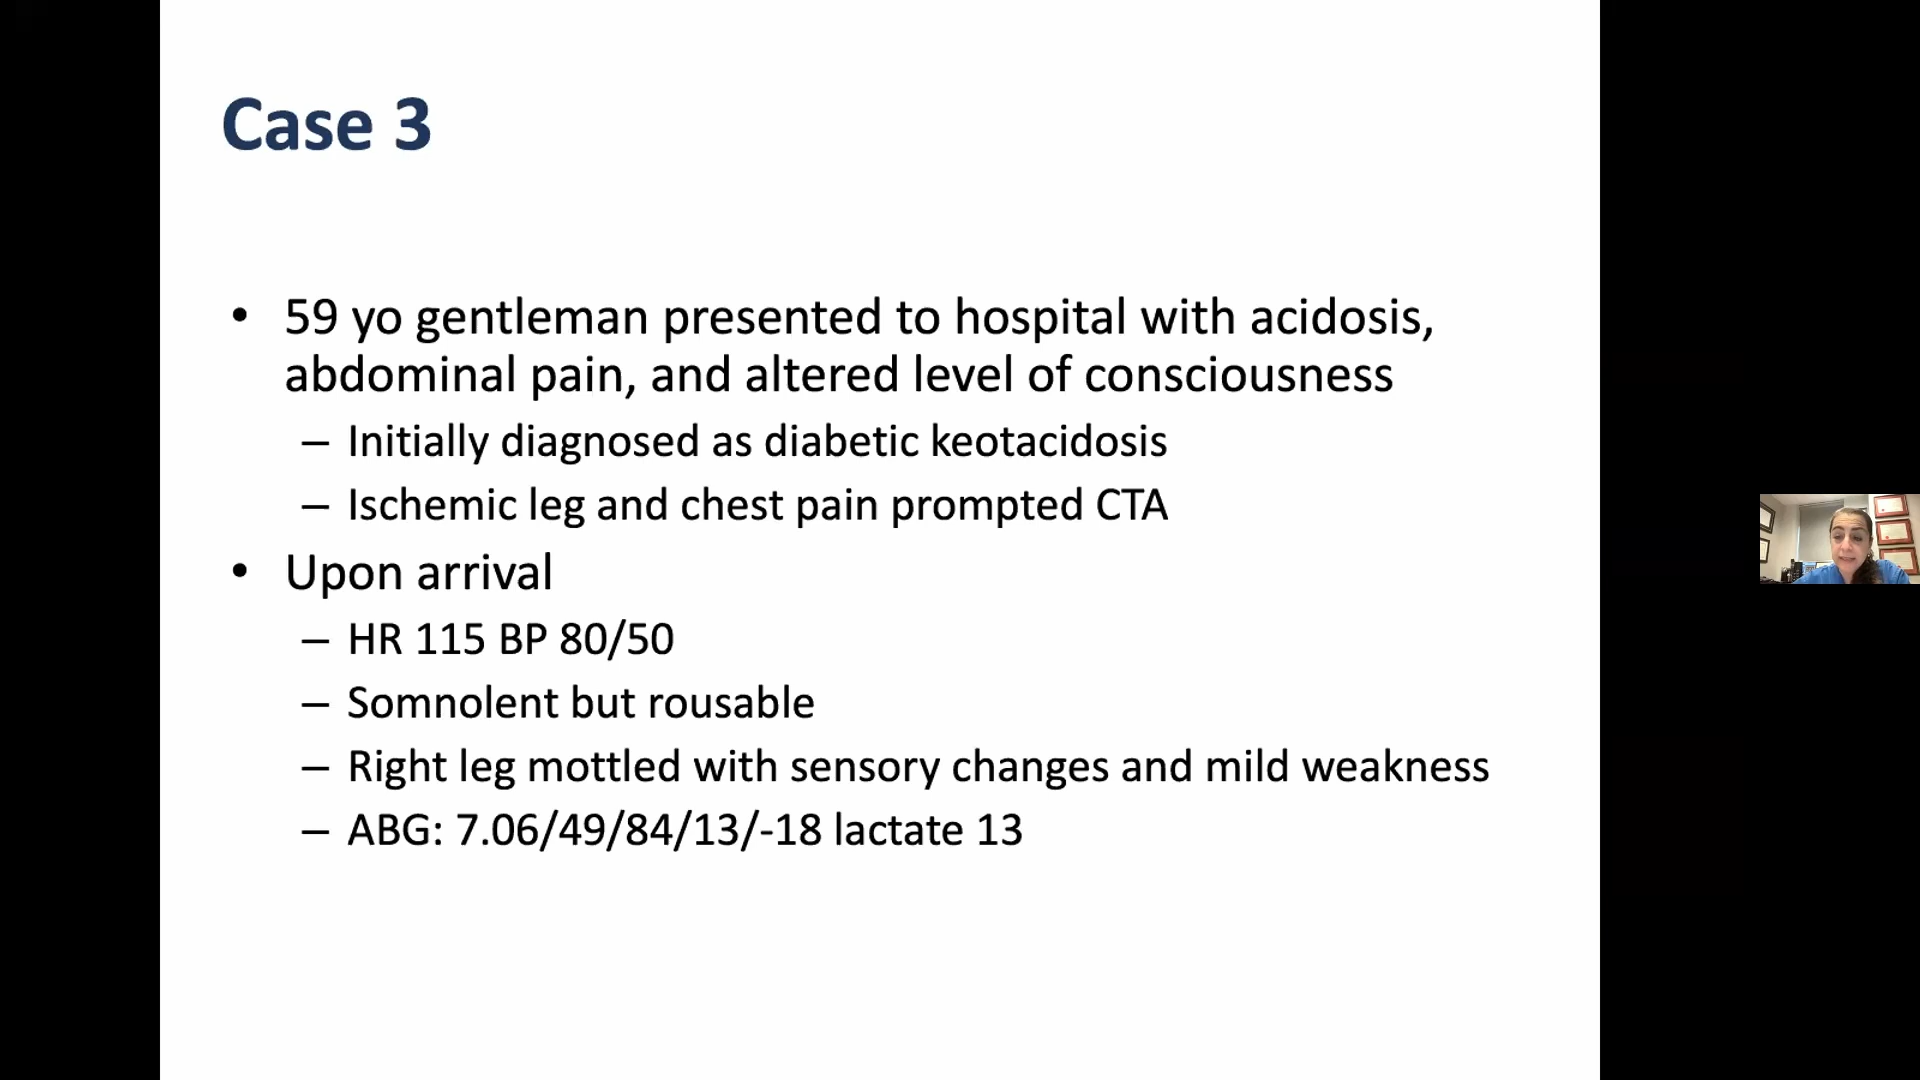 Case 3
• 59 yo gentleman presented to hospital with acidosis,
abdominal pain, and altered level of consciousness
– Initially diagnosed as diabetic keotacidosis
– Ischemic leg and chest pain prompted CTA
• Upon arrival
– HR 115 BP 80/50
– Somnolent but rousable
– Right leg mottled with sensory changes and mild weakness
– ABG: 7.06/49/84/13/-18 lactate 13